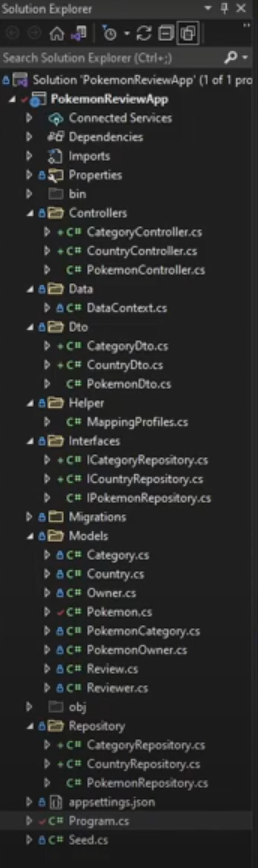 Solution Explorer
Search Solution Explorer (Ctrl+;)
Solution 'PokemonReviewApp' (1 of 1 pro
PokemonReviewApp
Connected Services
Dependencies
Imports
Properties
bin
Controllers
C# CategoryController.cs
C# CountryController.cs
C# PokemonController.cs
Data
C# DataContext.cs
Dto
C# CategoryDto.cs
C# CountryDto.cs
C# PokemonDto.cs
Helper
C# MappingProfiles.cs
Interfaces
C# ICategoryRepository.cs
C# ICountryRepository.cs
C# IPokemonRepository.cs
Migrations
Models
C# Category.cs
C# Country.cs
C# Owner.cs
C# Pokemon.cs
C# PokemonCategory.cs
C# PokemonOwner.cs
C# Review.cs
C# Reviewer.cs
obj
Repository
C# CategoryRepository.cs
C# CountryRepository.cs
C# PokemonRepository.cs
appsettings.json
C# Program.cs
C# Seed.cs